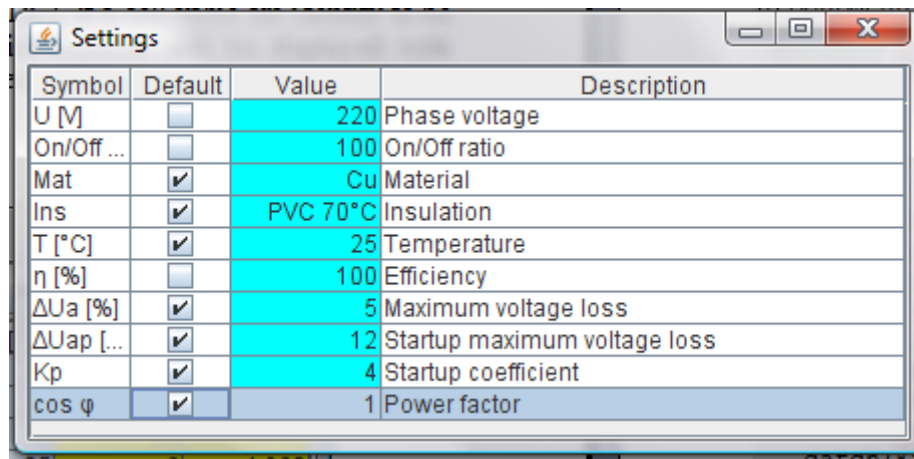 Settings
Symbol Default Value Description
U [V] 220 Phase voltage
On/Off ... 100 On/Off ratio
Mat Cu Material
Ins PVC 70°C Insulation
T [°C] 25 Temperature
η [%] 100 Efficiency
ΔUa [%] 5 Maximum voltage loss
ΔUap [... 12 Startup maximum voltage loss
Kp 4 Startup coefficient
cos φ 1 Power factor